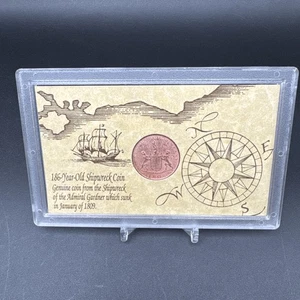 L
E
186-Year-Old Shipwreck Coin
Genuine coin from the Shipwreck
of the Admiral Gardner which sank
in January of 1809.
W
S